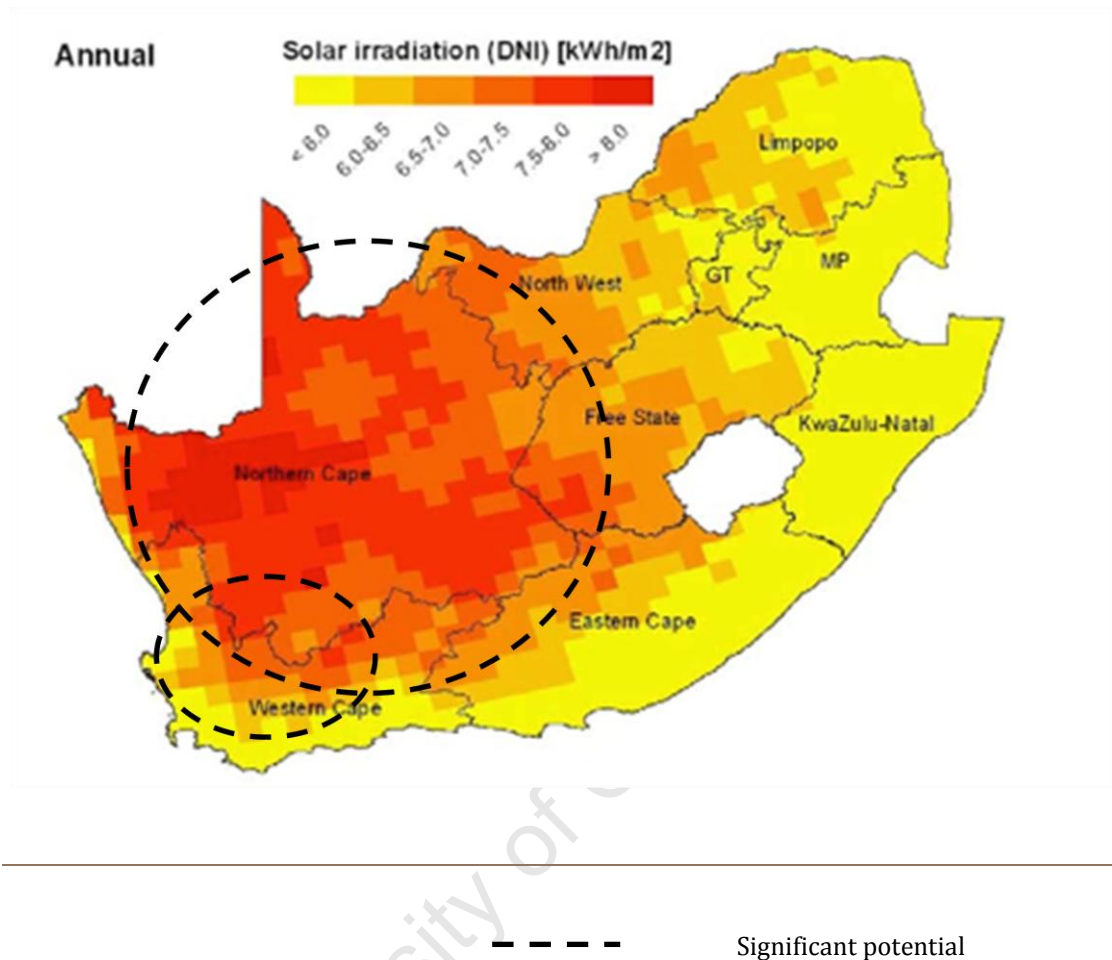 Annual
Solar irradiation (DNI) [kWh/m2]
< 6.0
6.0-6.5
6.5-7.0
7.0-7.5
7.5-8.0
> 8.0
Limpopo
MP
GT
North West
Free State
KwaZulu-Natal
Northern Cape
Eastern Cape
Western Cape
sity of C
Significant potential